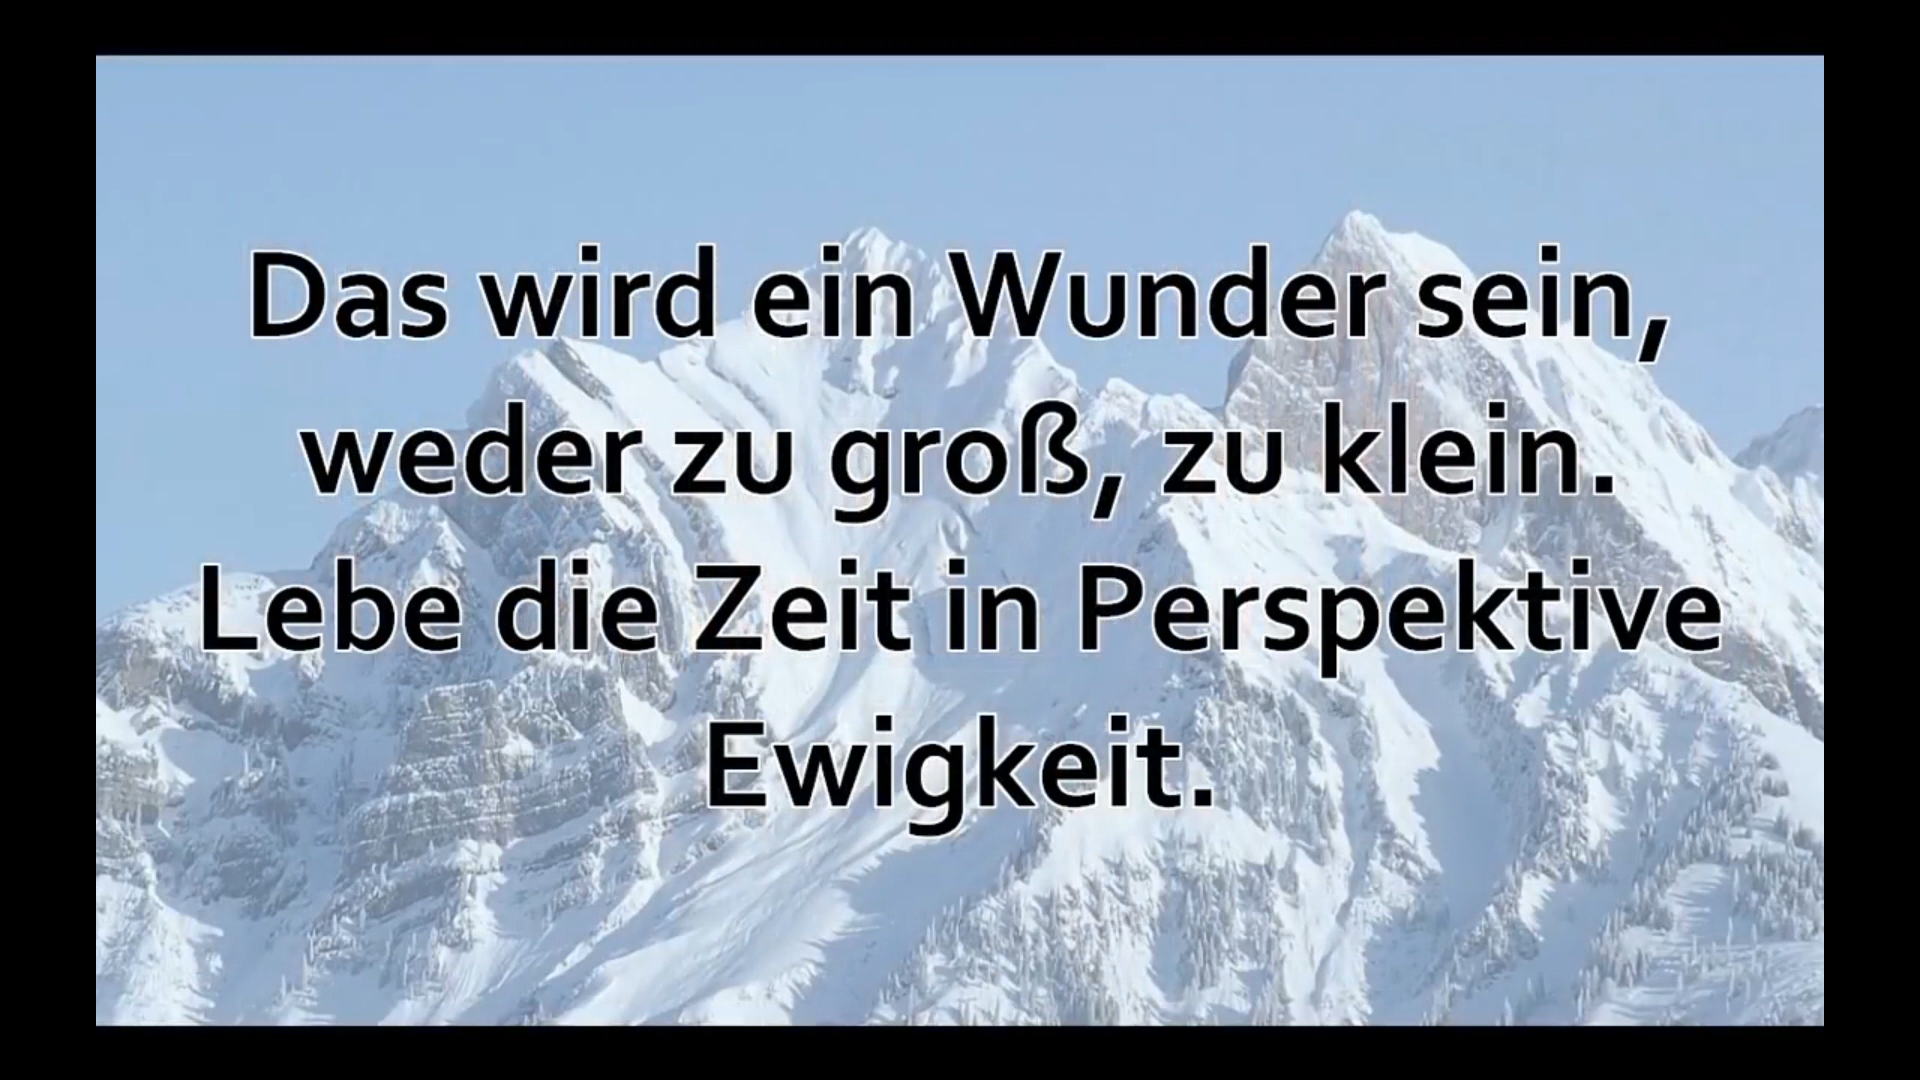 Das wird ein Wunder sein,
weder zu groß, zu klein.
Lebe die Zeit in Perspektive
Ewigkeit.